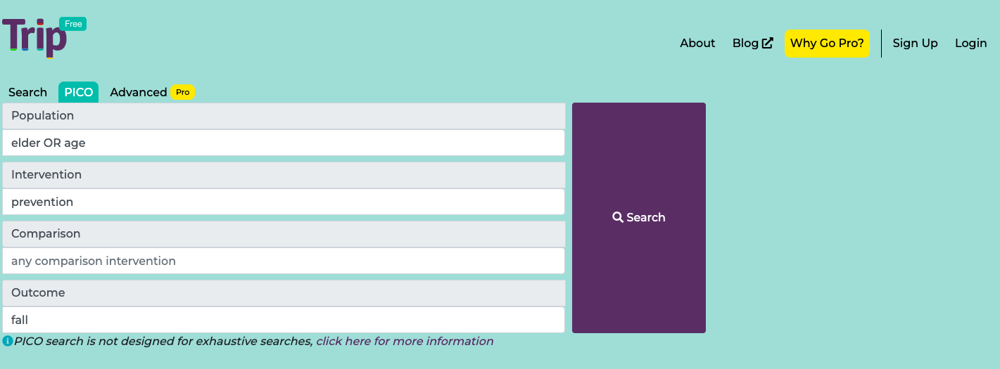 Trip Free
About Blog Why Go Pro? Sign Up Login
Search PICO Advanced Pro
Population
elder OR age
Intervention
prevention
Comparison
any comparison intervention
Outcome
fall
Search
PICO search is not designed for exhaustive searches, click here for more information